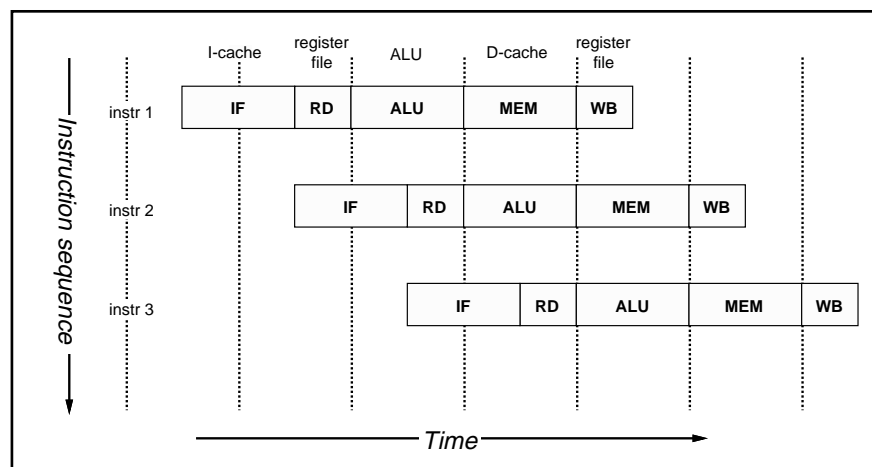 I-cache register file ALU D-cache register file
instr 1 IF RD ALU MEM WB
instr 2 IF RD ALU MEM WB
instr 3 IF RD ALU MEM WB
Instruction sequence
Time